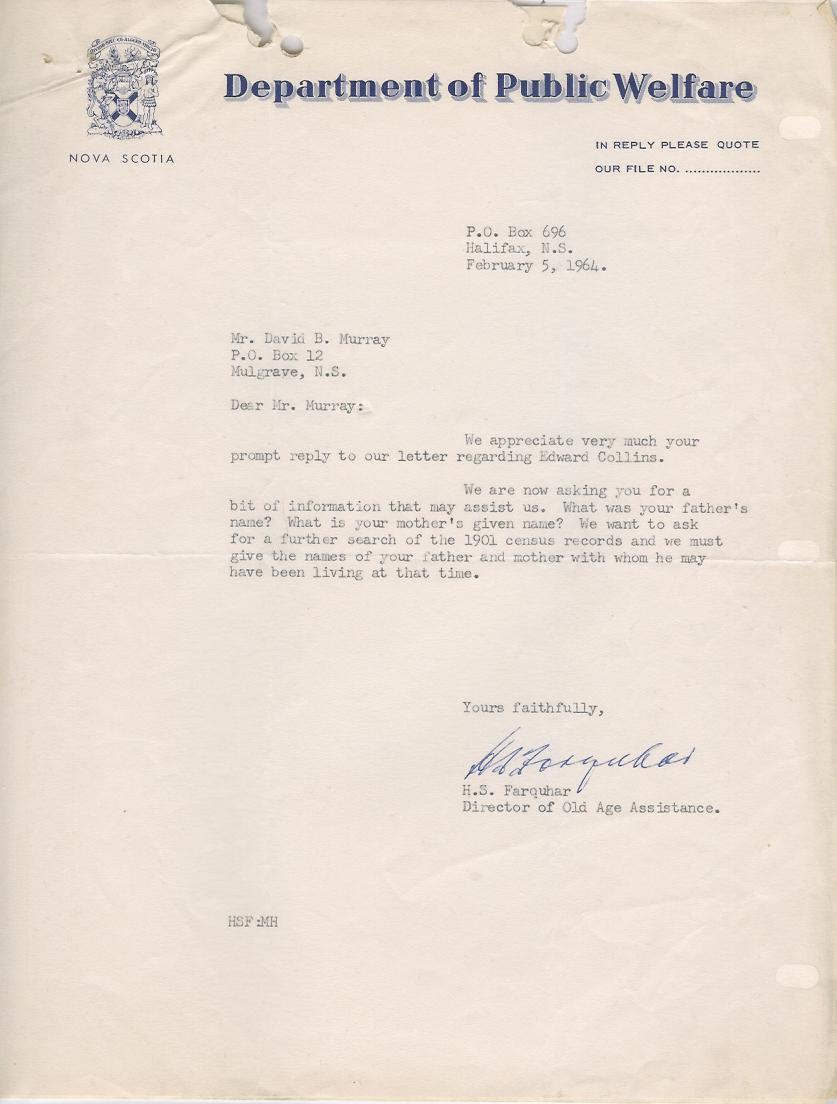 Department of Public Welfare
NOVA SCOTIA
IN REPLY PLEASE QUOTE
OUR FILE NO. ..................
P.O. Box 696
Halifax, N.S.
February 5, 1964.
Mr. David B. Murray
P.O. Box 12
Mulgrave, N.S.
Dear Mr. Murray:
We appreciate very much your
prompt reply to our letter regarding Edward Collins.
We are now asking you for a
bit of information that may assist us. What was your father's
name? What is your mother's given name? We want to ask
for a further search of the 1901 census records and we must
give the names of your father and mother with whom he may
have been living at that time.
Yours faithfully,
HS Farquhar
H.S. Farquhar
Director of Old Age Assistance.
HSF:MH